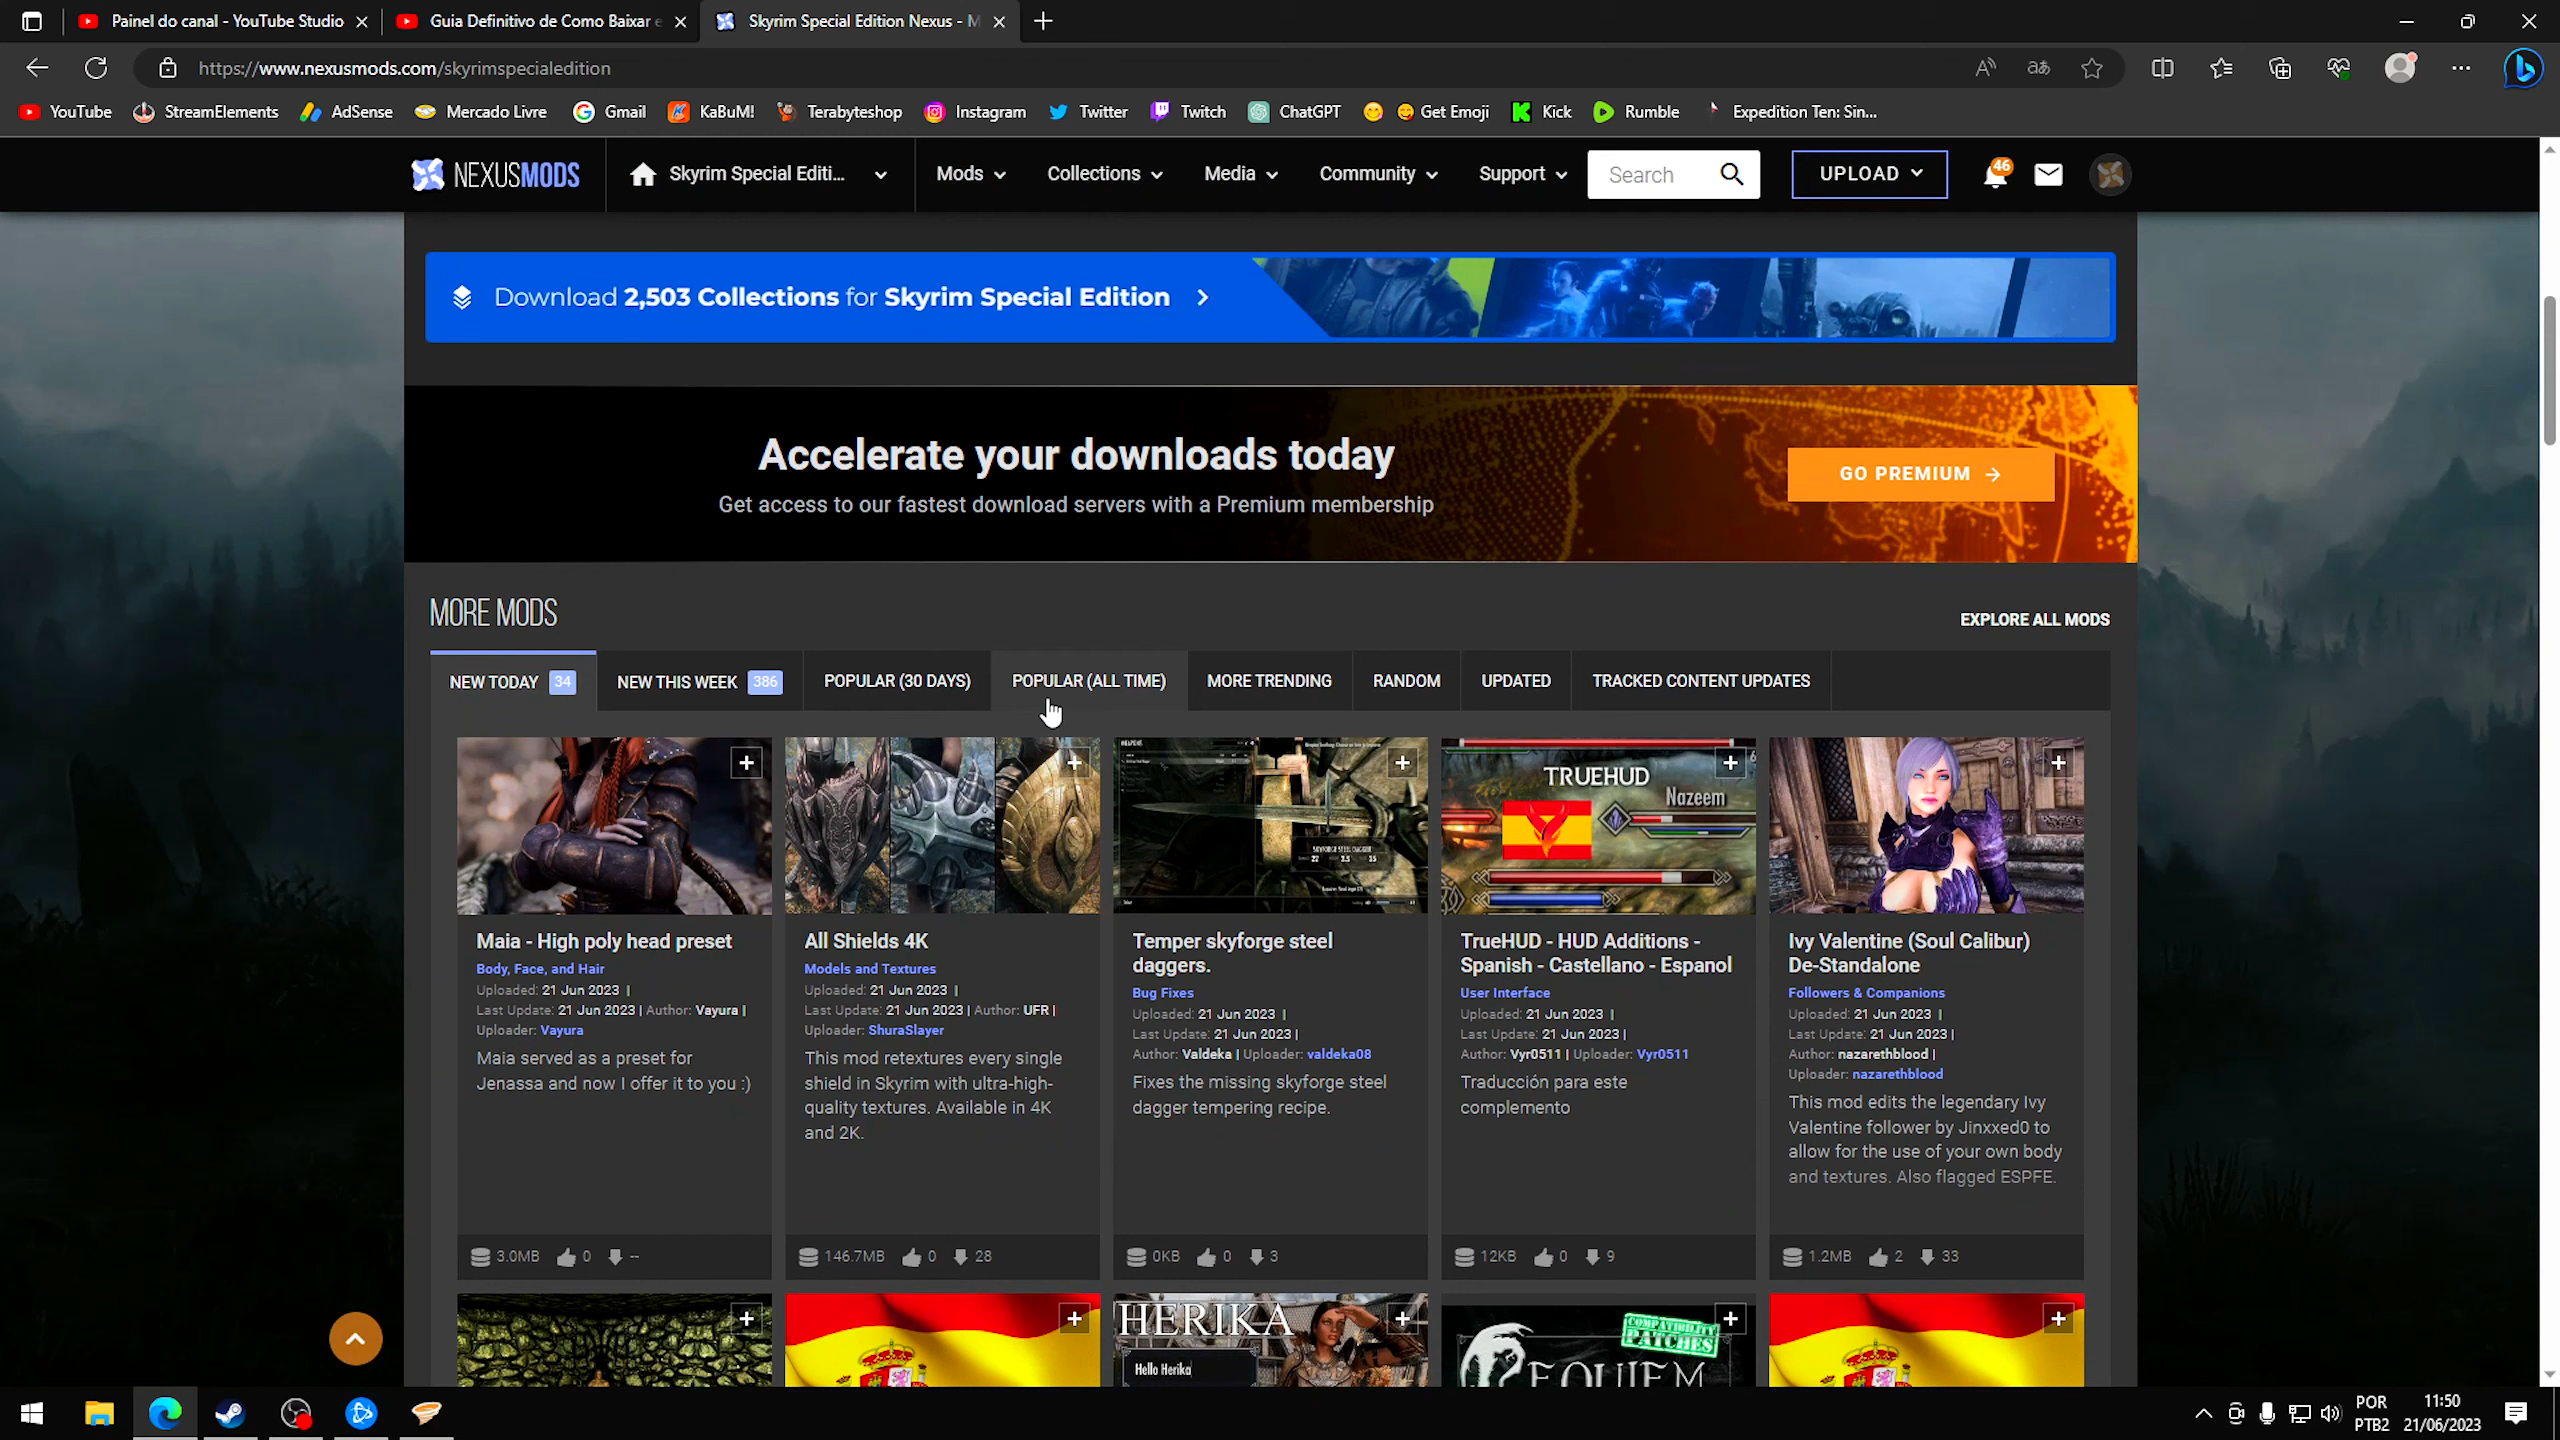 Painel do canal - YouTube Studio
Guia Definitivo de Como Baixar e
Skyrim Special Edition Nexus - M
https://www.nexusmods.com/skyrimspecialedition
YouTube StreamElements AdSense Mercado Livre Gmail KaBuM! Terabyteshop Instagram Twitter Twitch ChatGPT Get Emoji Kick Rumble Expedition Ten: Sin...
NEXUSMODS Skyrim Special Editi... Mods Collections Media Community Support Search UPLOAD 46
Download 2,503 Collections for Skyrim Special Edition
Accelerate your downloads today
Get access to our fastest download servers with a Premium membership
GO PREMIUM
MORE MODS
EXPLORE ALL MODS
NEW TODAY 34 NEW THIS WEEK 386 POPULAR (30 DAYS) POPULAR (ALL TIME) MORE TRENDING RANDOM UPDATED TRACKED CONTENT UPDATES
Maia - High poly head preset
Body, Face, and Hair
Uploaded: 21 Jun 2023 |
Last Update: 21 Jun 2023 | Author: Vayura |
Uploader: Vayura
Maia served as a preset for
Jenassa and now I offer it to you :)
3.0MB 0 --
All Shields 4K
Models and Textures
Uploaded: 21 Jun 2023 |
Last Update: 21 Jun 2023 | Author: UFR |
Uploader: ShuraSlayer
This mod retextures every single
shield in Skyrim with ultra-high-
quality textures. Available in 4K
and 2K.
146.7MB 0 28
Temper skyforge steel
daggers.
Bug Fixes
Uploaded: 21 Jun 2023 |
Last Update: 21 Jun 2023 |
Author: Valdeka | Uploader: valdeka08
Fixes the missing skyforge steel
dagger tempering recipe.
0KB 0 3
TRUEHUD
Nazeem
TrueHUD - HUD Additions -
Spanish - Castellano - Espanol
User Interface
Uploaded: 21 Jun 2023 |
Last Update: 21 Jun 2023 |
Author: Vyr0511 | Uploader: Vyr0511
Traducción para este
complemento
12KB 0 9
Ivy Valentine (Soul Calibur)
De-Standalone
Followers & Companions
Uploaded: 21 Jun 2023 |
Last Update: 21 Jun 2023 |
Author: nazarethblood |
Uploader: nazarethblood
This mod edits the legendary Ivy
Valentine follower by Jinxxed0 to
allow for the use of your own body
and textures. Also flagged ESPFE.
1.2MB 2 33
HERIKA
Hello Herika
COMPATIBILITY
PATCHES
REQUIEM
POR
PTB2
11:50
21/06/2023